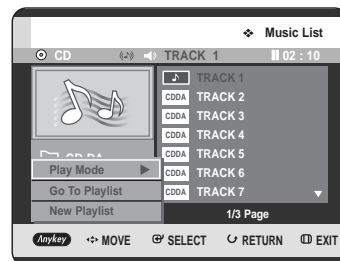 ❖ Music List
CD TRACK 1 02 : 10
TRACK 1
CDDA TRACK 2
CDDA TRACK 3
CDDA TRACK 4
CDDA TRACK 5
CDDA TRACK 6
CDDA TRACK 7
CD DA
Play Mode ▶
Go To Playlist
New Playlist
1/3 Page
Anykey MOVE SELECT RETURN EXIT